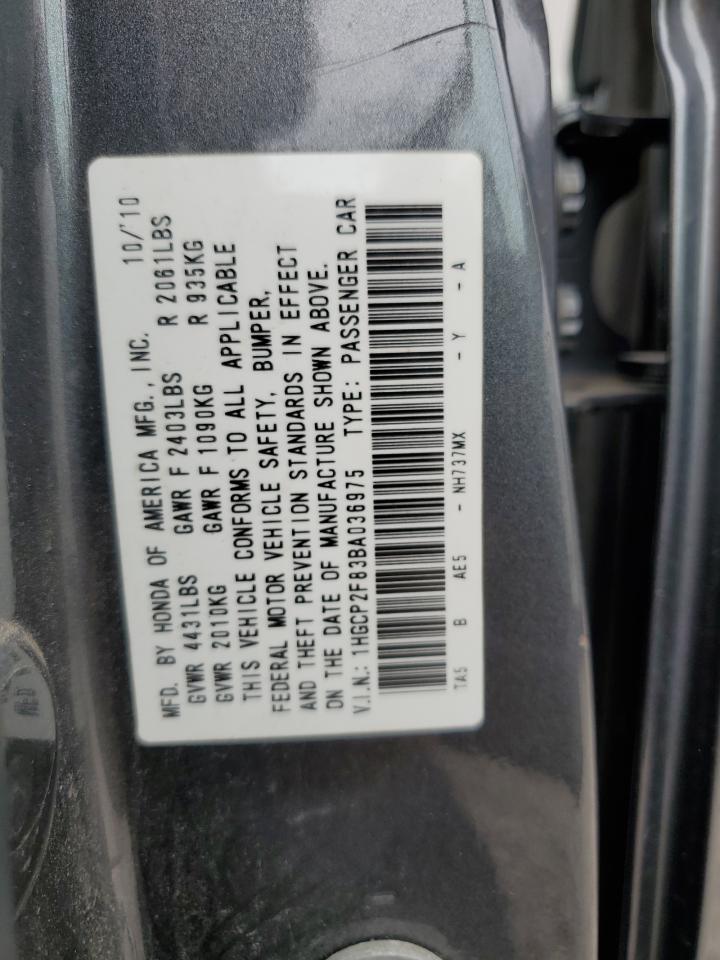 MFD. BY HONDA OF AMERICA MFG., INC. 10/'10
GVWR 4431LBS GAWR F 2403LBS R 2061LBS
GVWR 2010KG GAWR F 1090KG R 935KG
THIS VEHICLE CONFORMS TO ALL APPLICABLE
FEDERAL MOTOR VEHICLE SAFETY, BUMPER,
AND THEFT PREVENTION STANDARDS IN EFFECT
ON THE DATE OF MANUFACTURE SHOWN ABOVE.
V.I.N.: 1HGCP2F83BA036975 TYPE: PASSENGER CAR
TA5 B AE5 - NH737MX - Y - A